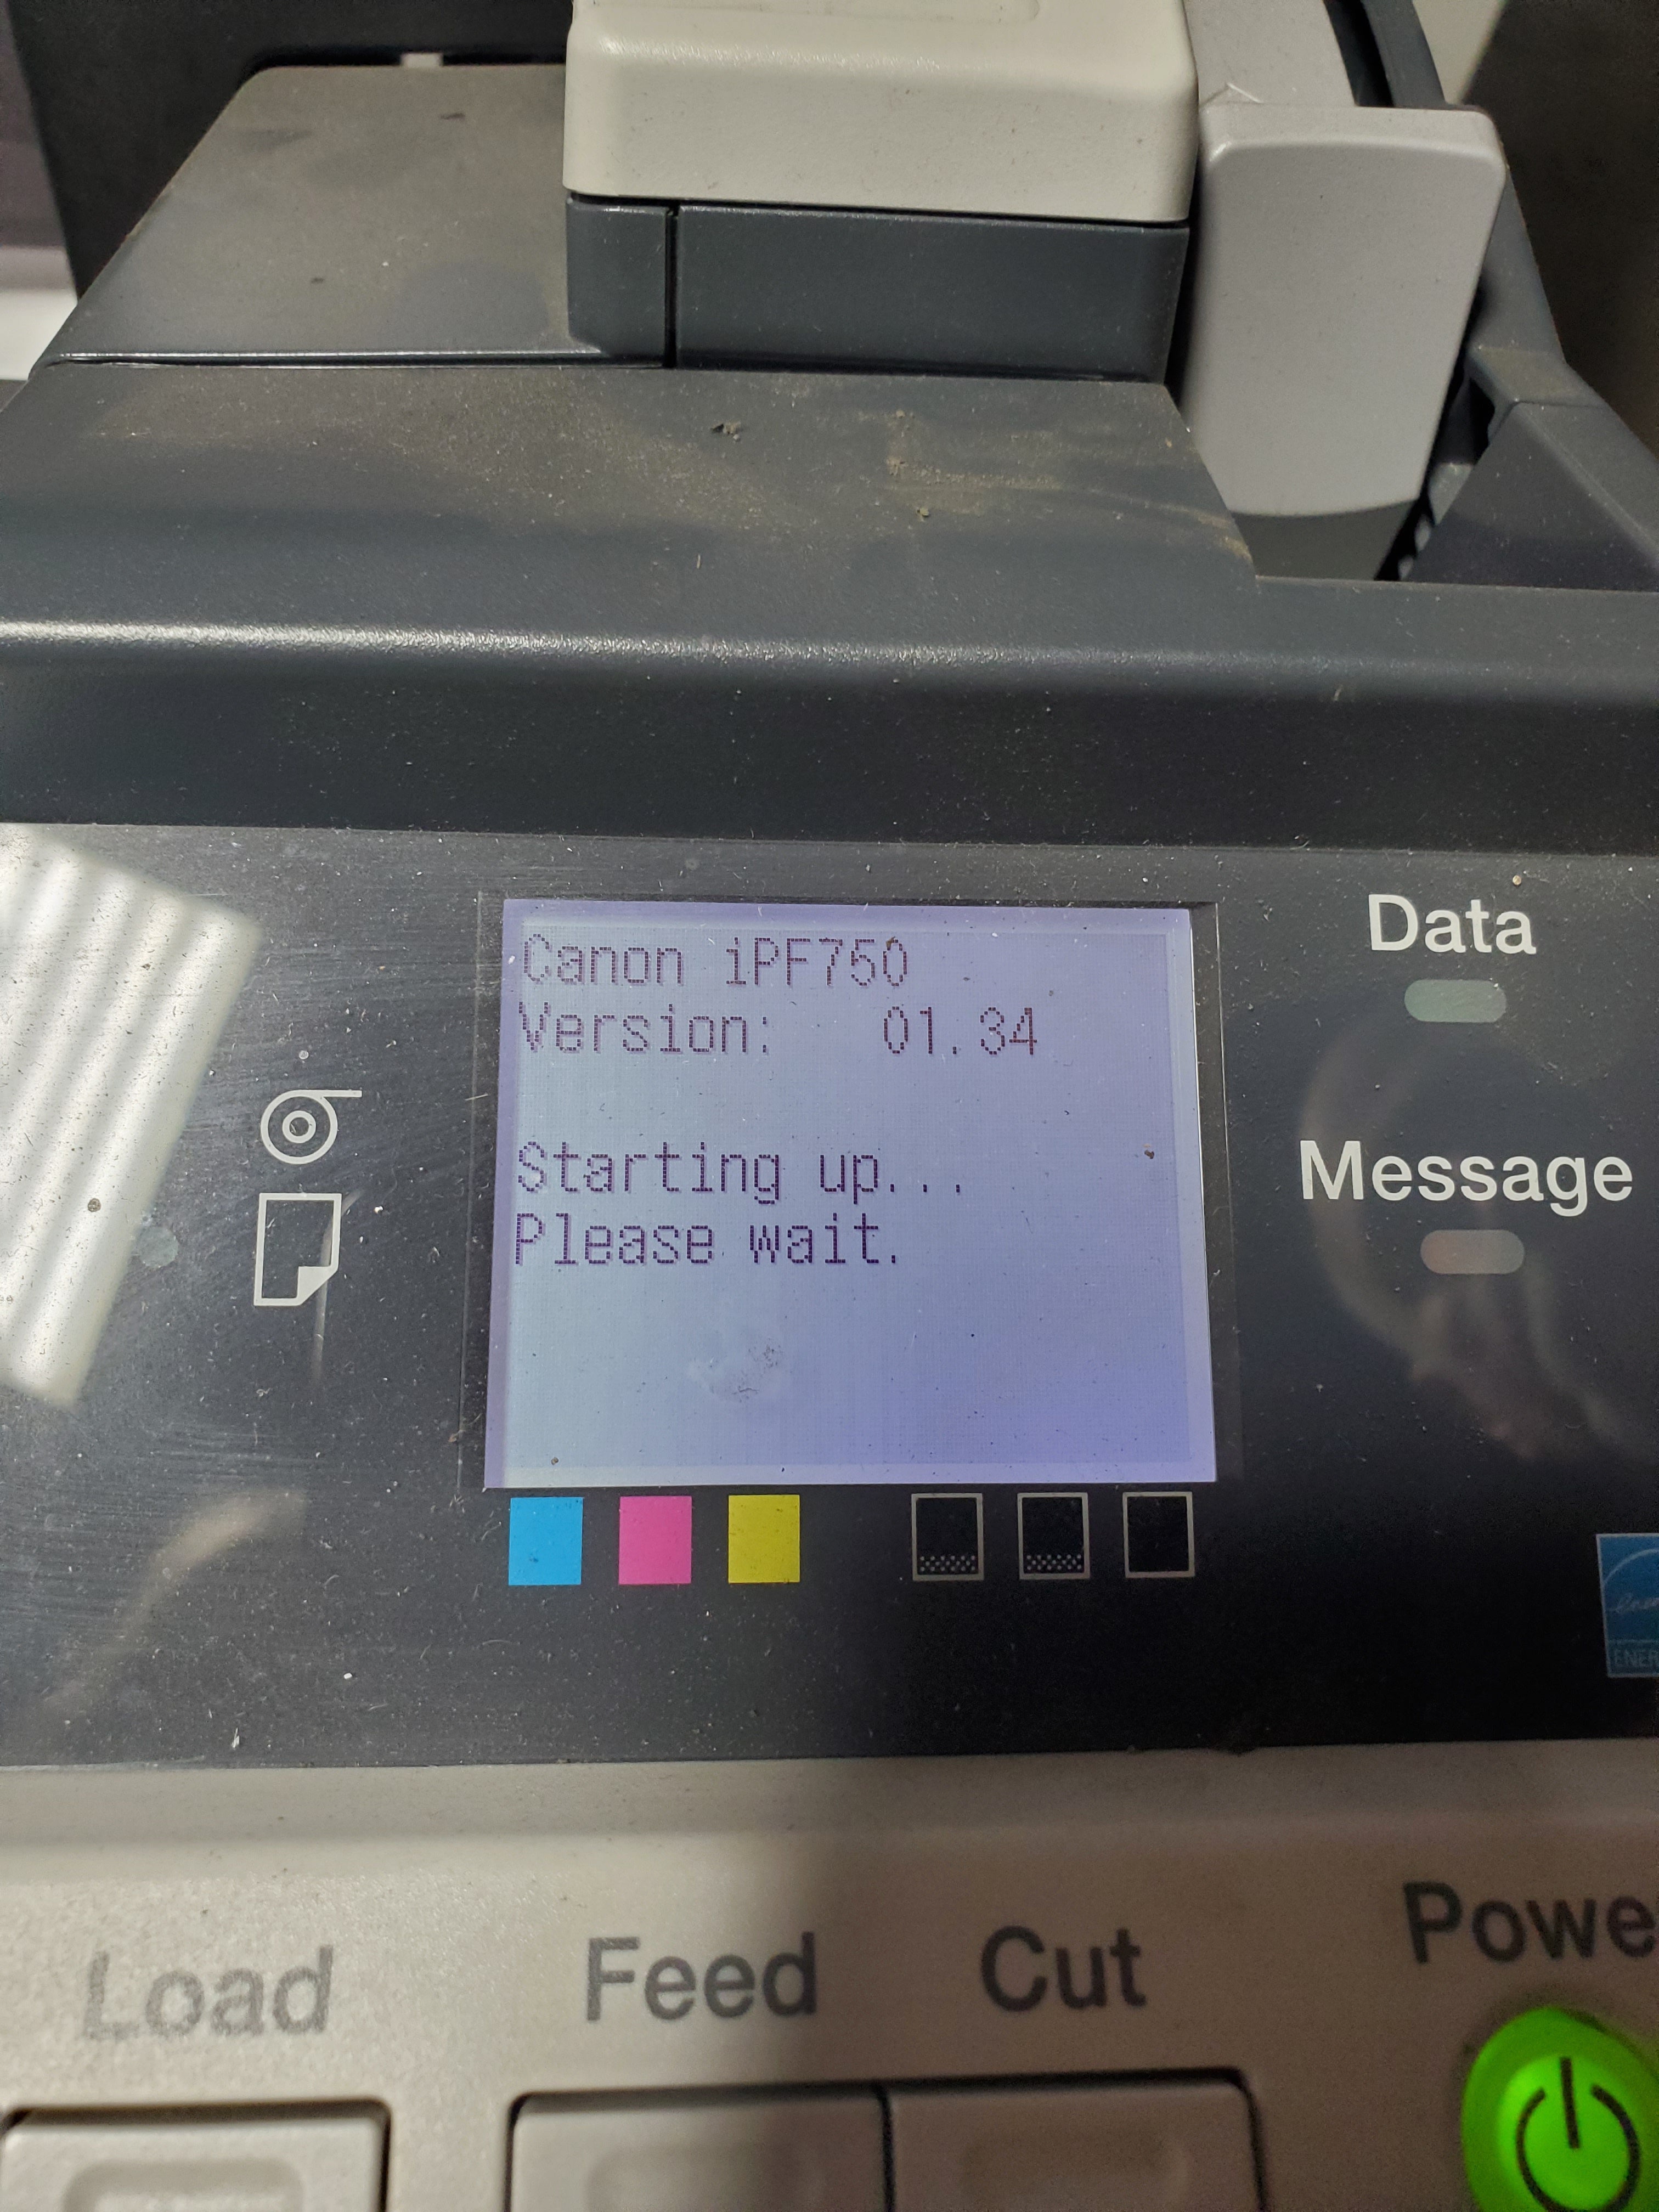 Canon iPF750
Version: 01.34
Starting up...
Please wait.
Data
Message
Load
Feed
Cut
Powe